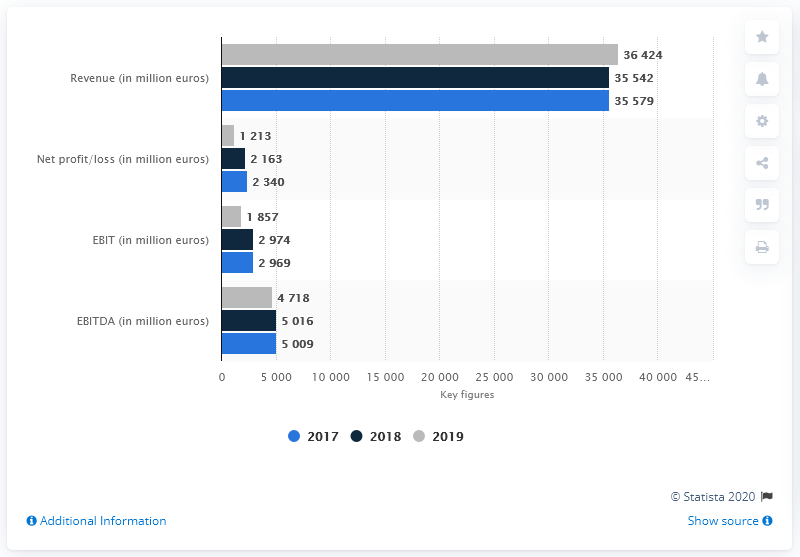 36 424
Revenue (in million euros)
35 542
35 579
1 213
Net profit/loss (in million euros)
2 163
2 340
1 857
EBIT (in million euros)
2 974
2 969
4 718
EBITDA (in million euros)
5 016
5 009
0 5 000 10 000 15 000 20 000 25 000 30 000 35 000 40 000 45...
Key figures
2017 2018 2019
© Statista 2020
Additional Information
Show source